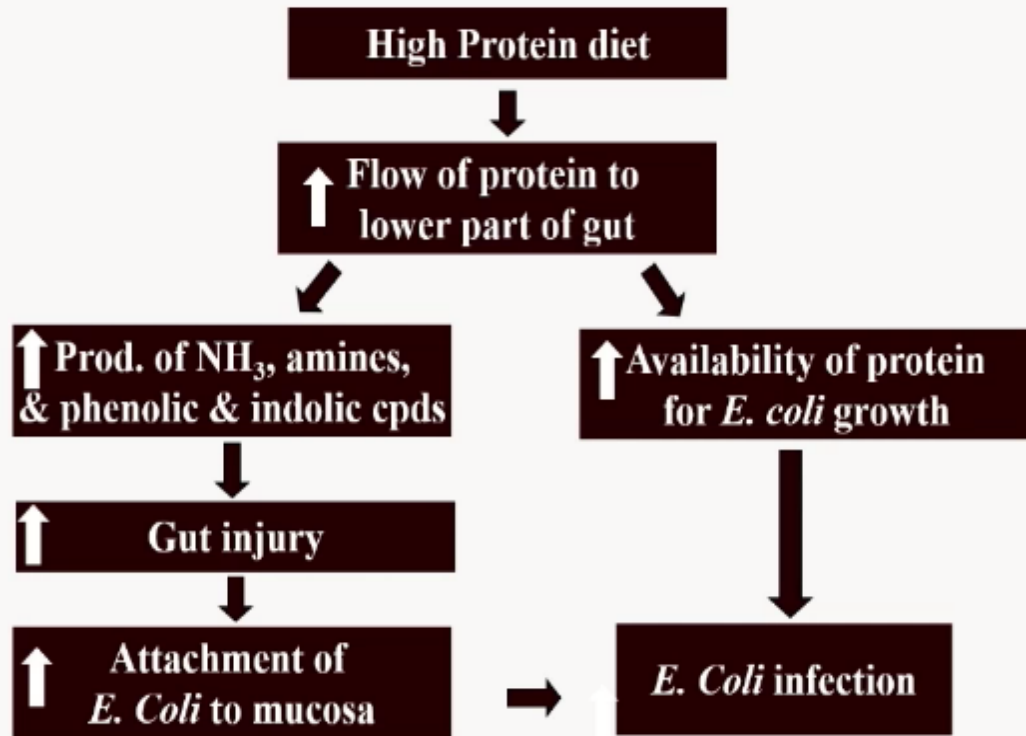 High Protein diet
Flow of protein to
lower part of gut
Prod. of NH₃, amines,
& phenolic & indolic cpds
Availability of protein
for E. coli growth
Gut injury
Attachment of
E. Coli to mucosa
E. Coli infection